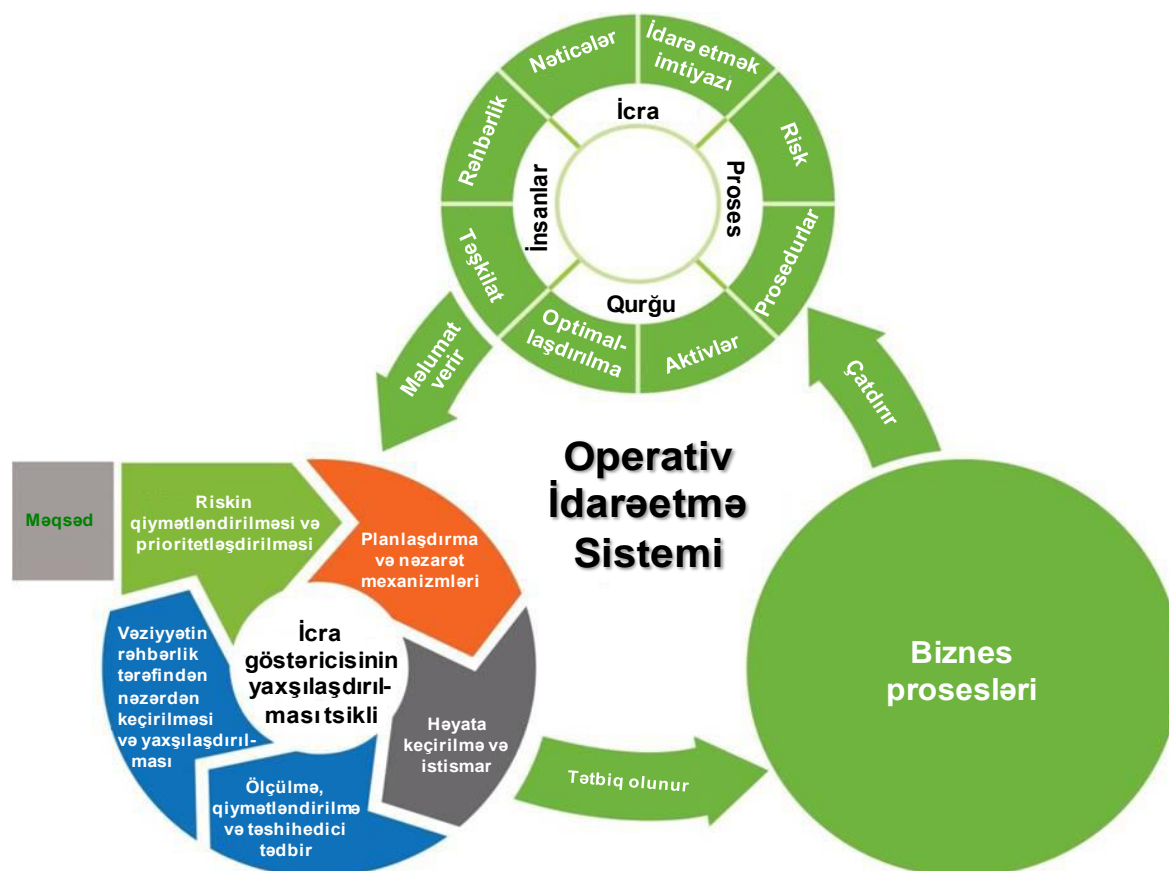 Nəticələr
İdarə etmək
imtiyazı
Rəhbərlik
İcra
Risk
İnsanlar
Proses
Təşkilat
Qurğu
Prosedurlar
Optimal-
laşdırılma
Aktivlər
Məlumat
verir
Çatdırır
Operativ
İdarəetmə
Sistemi
Məqsəd
Riskin
qiymətləndirilməsi və
prioritetləşdirilməsi
Planlaşdırma
və nəzarət
mexanizmləri
İcra
göstəricisinin
yaxşılaşdırıl-
ması tsikli
Vəziyyətin
rəhbərlik
tərəfindən
nəzərdən
keçirilməsi
və yaxşılaşdırıl-
ması
Həyata
keçirilmə və
istismar
Ölçülmə,
qiymətləndirilmə
və təshihedici
tədbir
Tətbiq olunur
Biznes
prosesləri